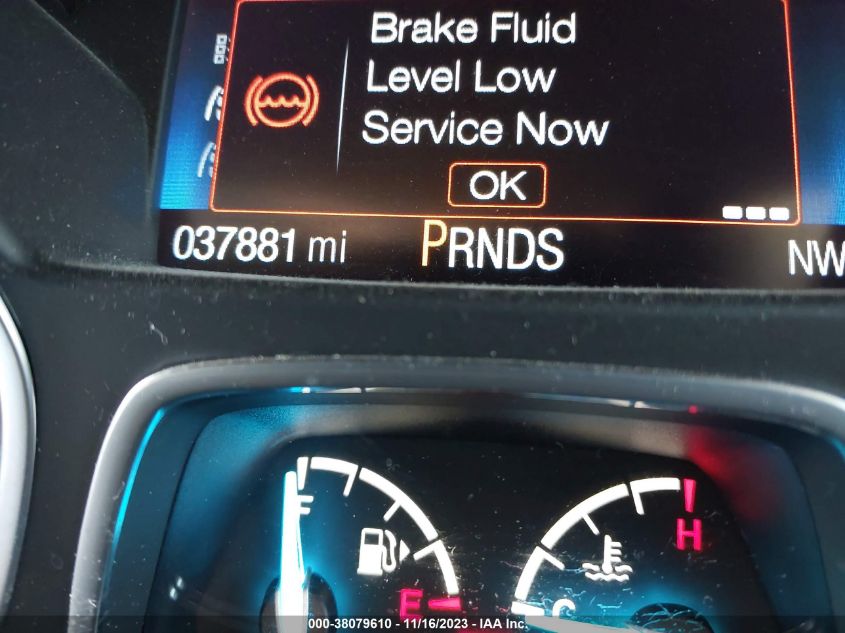 Brake Fluid
Level Low
Service Now
OK
037881 mi PRNDS NW
F
H
E
C
000-38079610 - 11/16/2023 - IAA Inc.